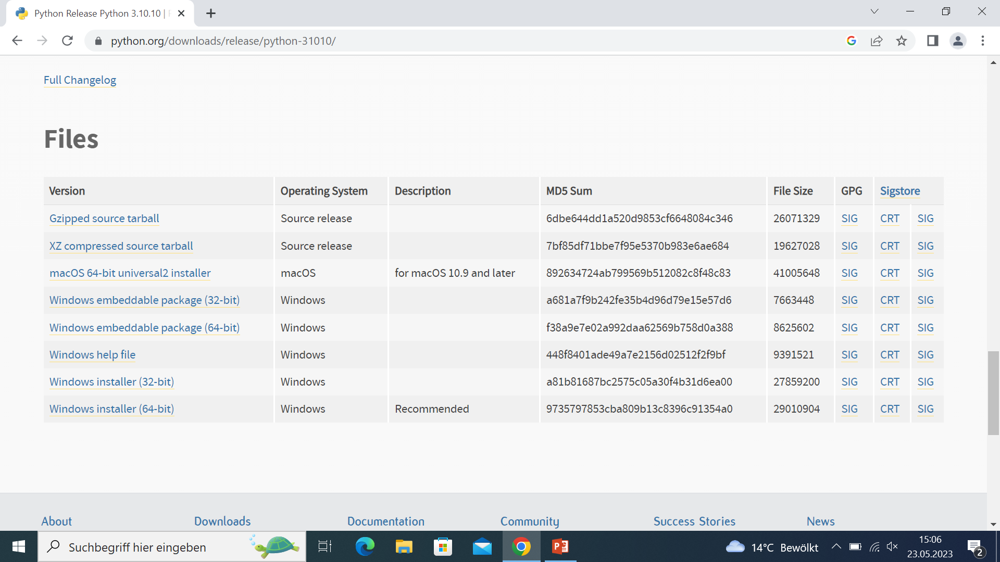 Python Release Python 3.10.10 |
python.org/downloads/release/python-31010/
Full Changelog
Files
Version Operating System Description MD5 Sum File Size GPG Sigstore
Gzipped source tarball Source release 6dbe644dd1a520d9853cf6648084c346 26071329 SIG CRT SIG
XZ compressed source tarball Source release 7bf85df71bbe7f95e5370b983e6ae684 19627028 SIG CRT SIG
macOS 64-bit universal2 installer macOS for macOS 10.9 and later 892634724ab799569b512082c8f48c83 41005648 SIG CRT SIG
Windows embeddable package (32-bit) Windows a681a7f9b242fe35b4d96d79e15e57d6 7663448 SIG CRT SIG
Windows embeddable package (64-bit) Windows f38a9e7e02a992daa62569b758d0a388 8625602 SIG CRT SIG
Windows help file Windows 448f8401ade49a7e2156d02512f2f9bf 9391521 SIG CRT SIG
Windows installer (32-bit) Windows a81b81687bc2575c05a30f4b31d6ea00 27859200 SIG CRT SIG
Windows installer (64-bit) Windows Recommended 9735797853cba809b13c8396c91354a0 29010904 SIG CRT SIG
About Downloads Documentation Community Success Stories News
Suchbegriff hier eingeben
14°C Bewölkt
15:06
23.05.2023
2